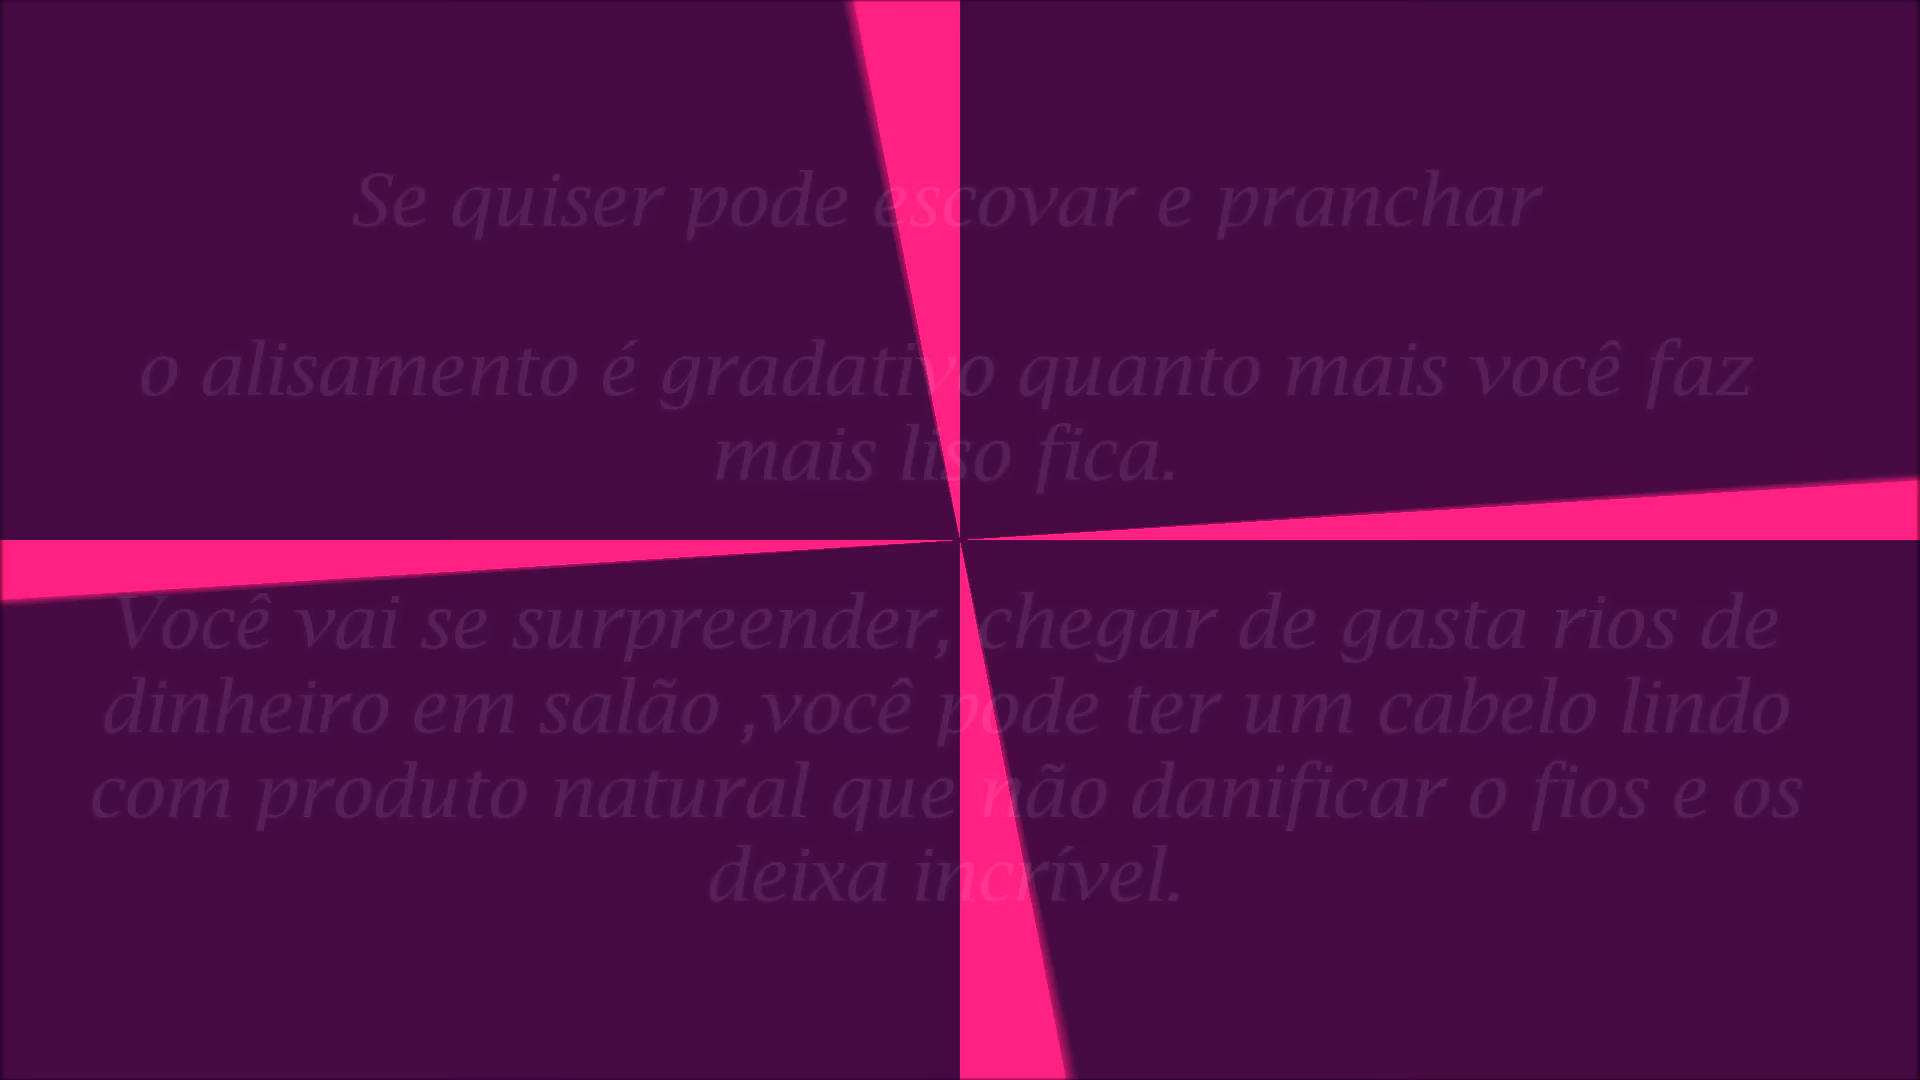 Se quiser pode escovar e pranchar
o alisamento é gradativo quanto mais você faz
mais liso fica.
Você vai se surpreender, chegar de gasta rios de
dinheiro em salão ,você pode ter um cabelo lindo
com produto natural que não danificar o fios e os
deixa incrível.